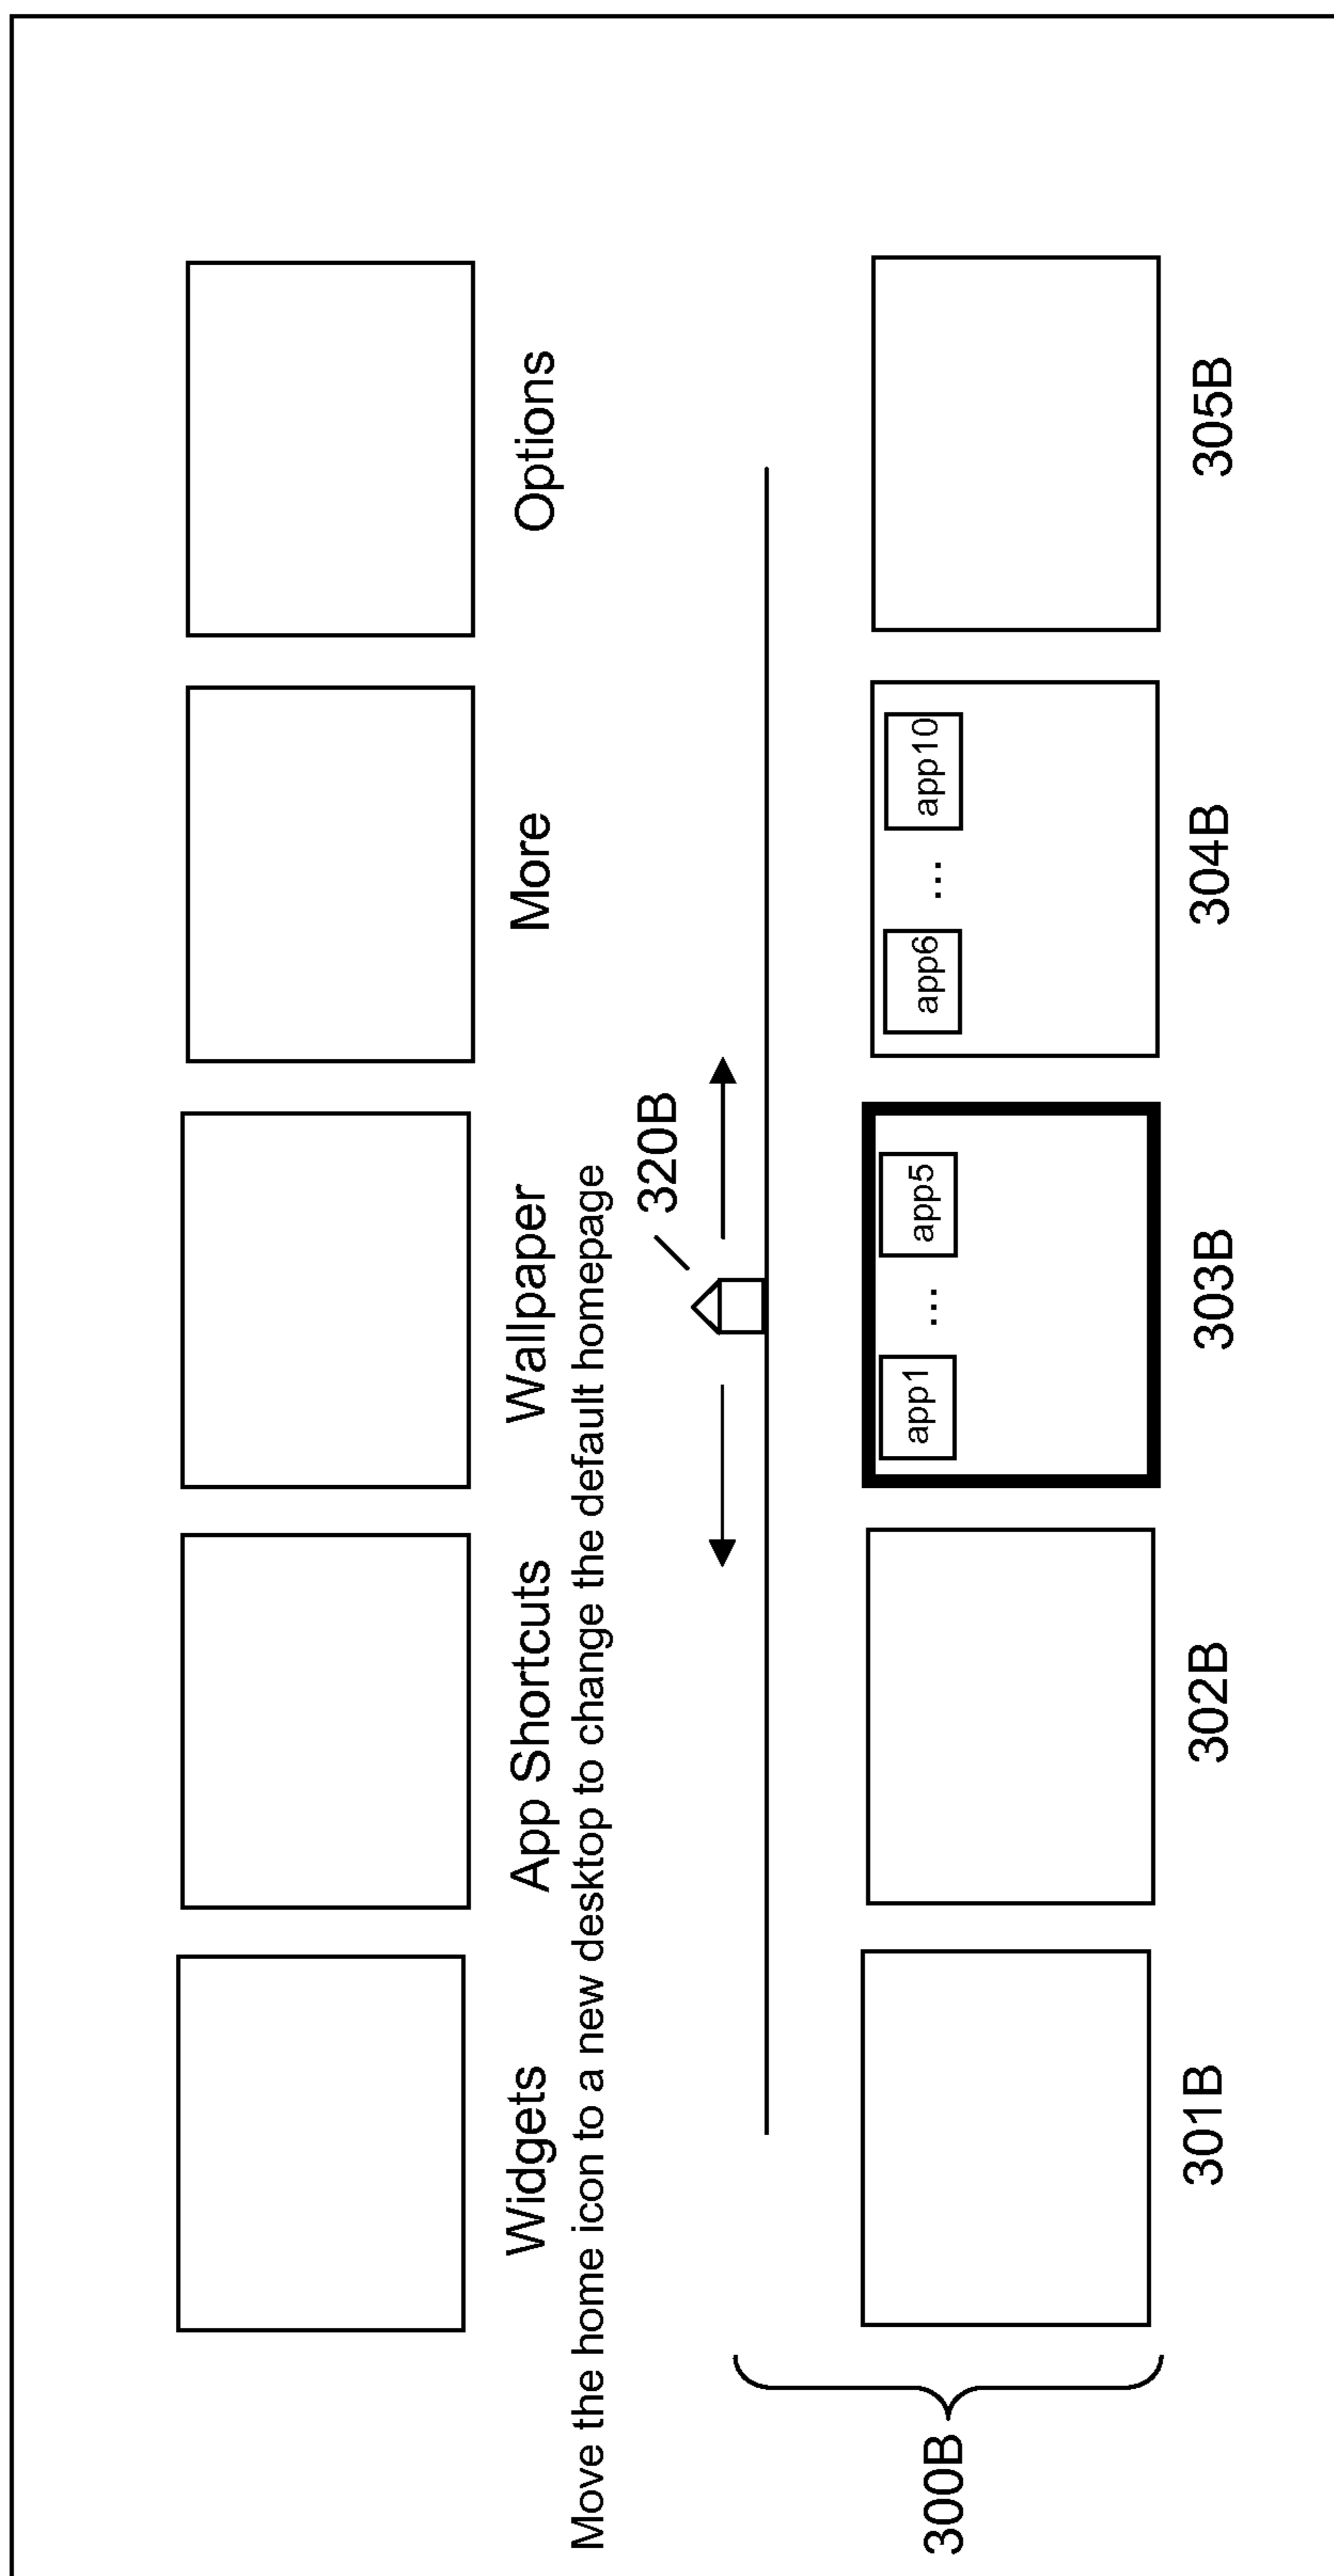 Widgets
App Shortcuts
Wallpaper
More
Options
Move the home icon to a new desktop to change the default homepage
320B
300B
app1
...
app5
app6
...
app10
301B
302B
303B
304B
305B